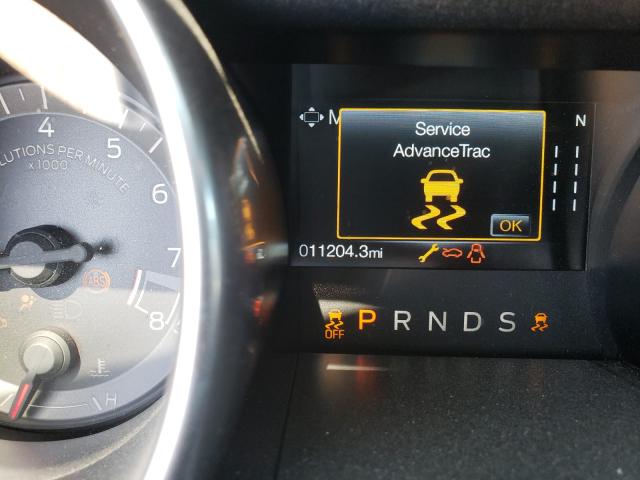 Service
AdvanceTrac
OK
N
011204.3mi
OFF
P R N D S
4
5
6
7
8
LUTIONS PER MINUTE
x1000
ABS
H